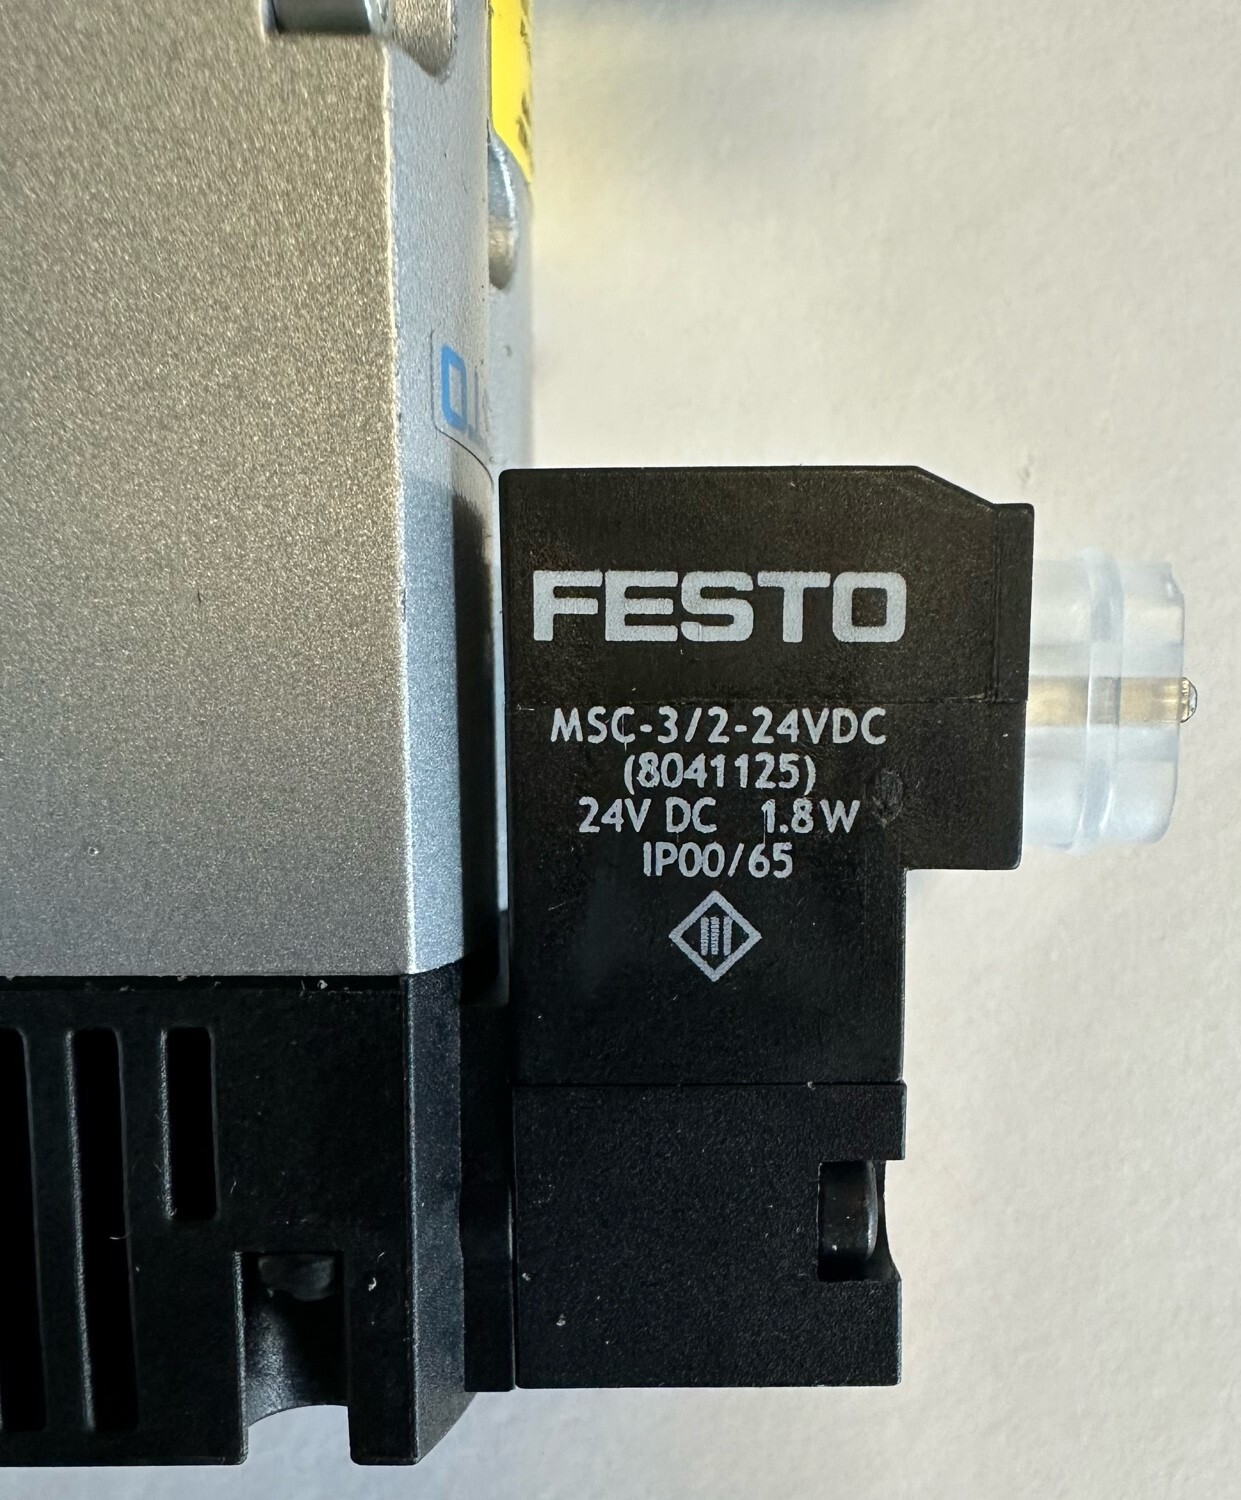 FESTO
MSC-3/2-24VDC
(8041125)
24V DC 1.8W
IP00/65